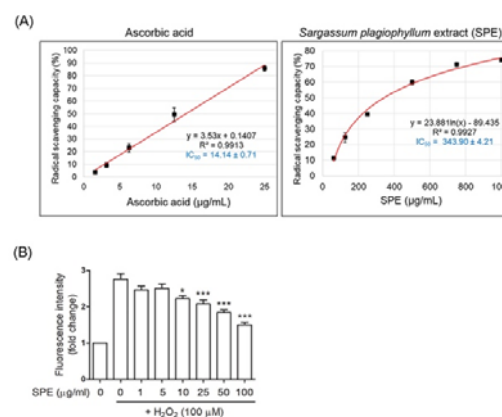 (A)
Ascorbic acid
Radical scavenging capacity (%)
100
90
80
70
60
50
40
30
20
10
0
y = 3.53x + 0.1407
R² = 0.9913
IC₅₀ = 14.14 ± 0.71
0 5 10 15 20 25
Ascorbic acid (µg/mL)
Sargassum plagiophyllum extract (SPE)
Radical scavenging capacity (%)
80
70
60
50
40
30
20
10
0
y = 23.881ln(x) - 89.435
R² = 0.9927
IC₅₀ = 343.90 ± 4.21
0 200 400 600 800 1000
SPE (µg/mL)
(B)
Fluorescence intensity
(fold change)
3
2
1
0
* *** *** ***
SPE (µg/ml) 0 0 1 5 10 25 50 100
+ H₂O₂ (100 µM)